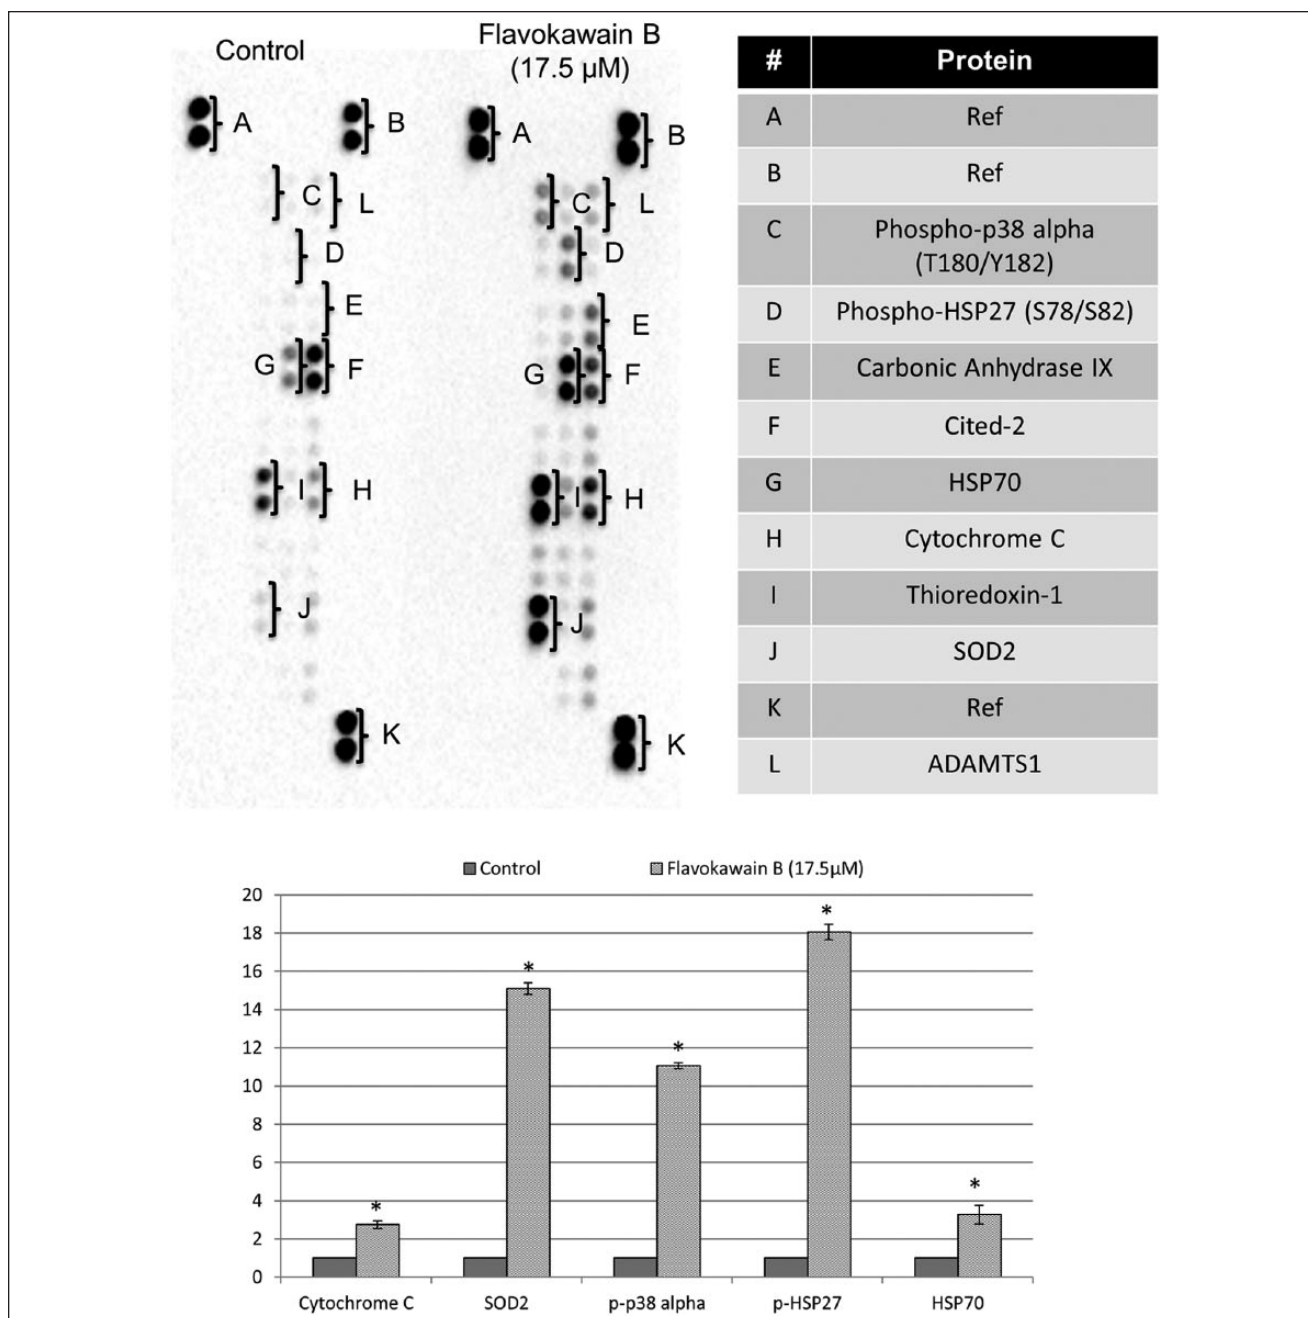 Control
Flavokawain B
(17.5 µM)
A
B
A
B
C
L
C
L
D
D
E
E
G
F
G
F
I
H
I
H
J
J
K
K
# Protein
A Ref
B Ref
C Phospho-p38 alpha
(T180/Y182)
D Phospho-HSP27 (S78/S82)
E Carbonic Anhydrase IX
F Cited-2
G HSP70
H Cytochrome C
I Thioredoxin-1
J SOD2
K Ref
L ADAMTS1
Control Flavokawain B (17.5µM)
20
18
16
14
12
10
8
6
4
2
0
*
*
*
*
*
Cytochrome C SOD2 p-p38 alpha p-HSP27 HSP70